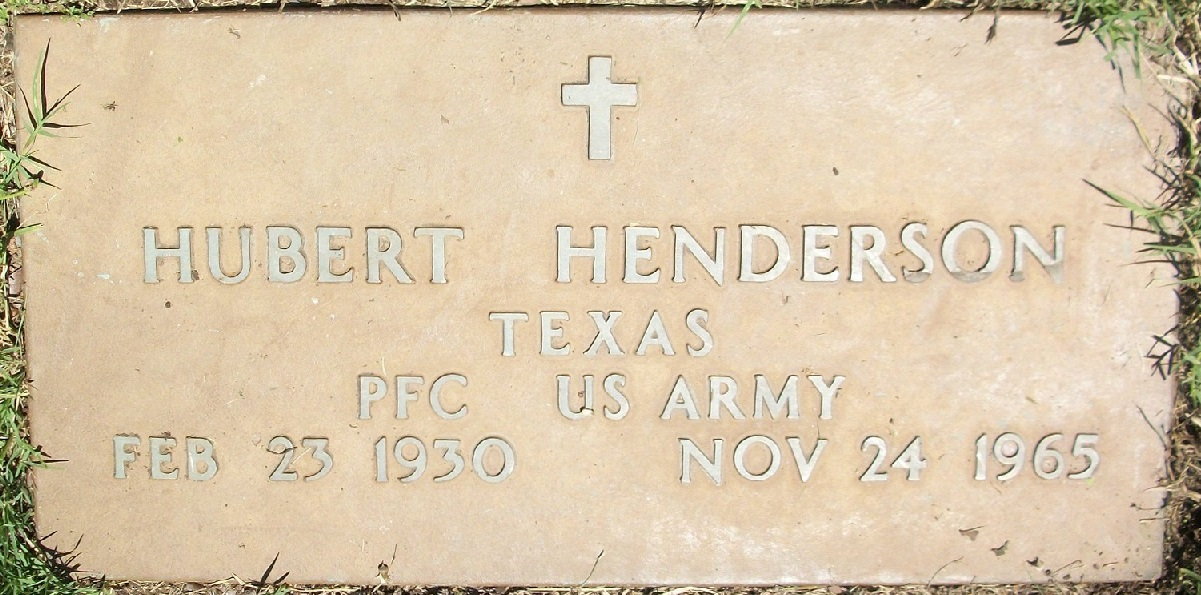 HUBERT HENDERSON
TEXAS
PFC US ARMY
FEB 23 1930 NOV 24 1965